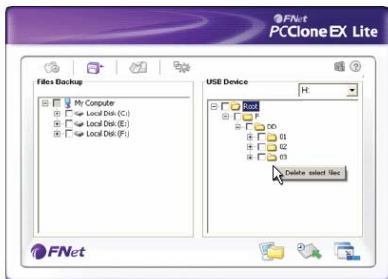 FNet
PCClone EX Lite
Files Backup
USB Device
H:
My Computer
Local Disk (C:)
Local Disk (E:)
Local Disk (F:)
Root
F
DD
01
02
03
Delete select files
FNet